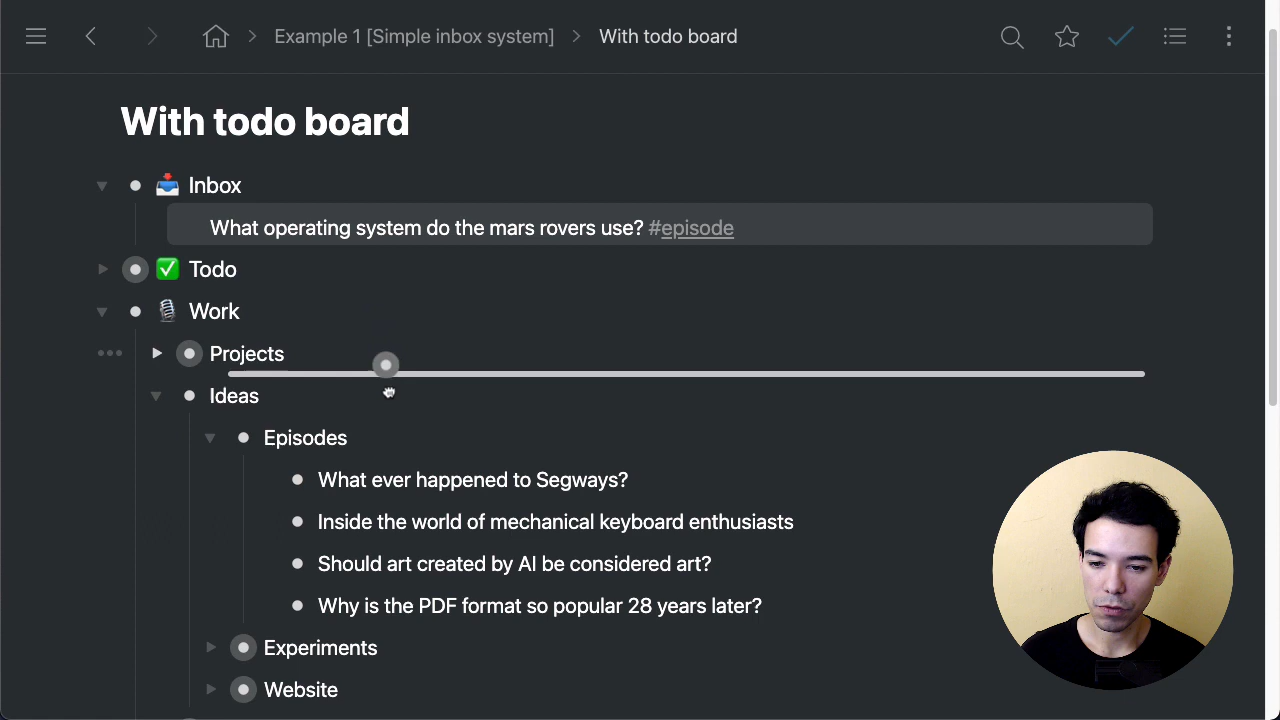 Example 1 [Simple inbox system] > With todo board
With todo board
Inbox
What operating system do the mars rovers use? #episode
Todo
Work
Projects
Ideas
Episodes
What ever happened to Segways?
Inside the world of mechanical keyboard enthusiasts
Should art created by AI be considered art?
Why is the PDF format so popular 28 years later?
Experiments
Website